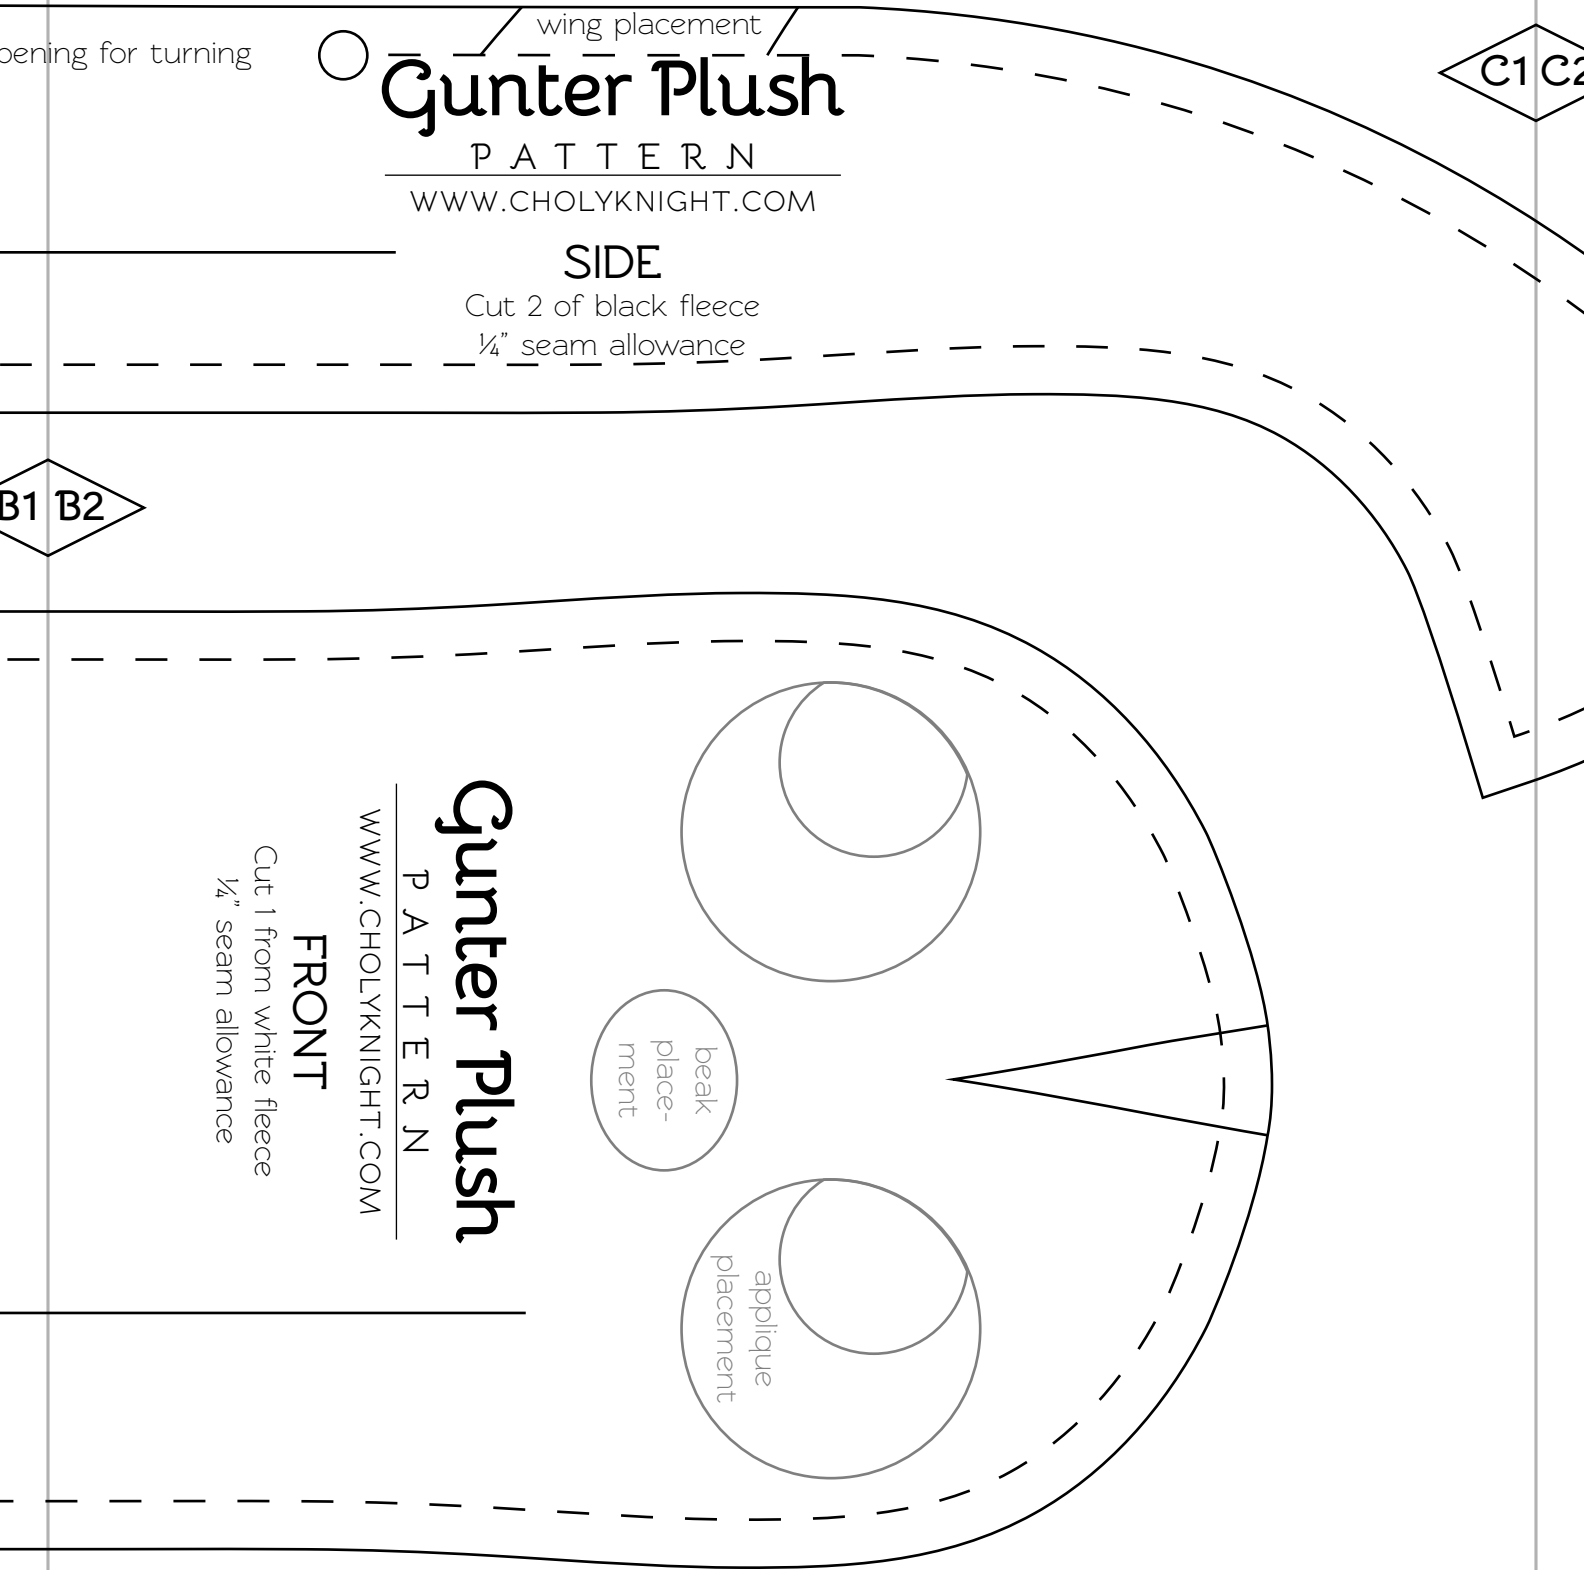 wing placement
pening for turning
C1 C2
Gunter Plush
PATTERN
WWW.CHOLYKNIGHT.COM
SIDE
Cut 2 of black fleece
¼” seam allowance
B1 B2
Gunter Plush
PATTERN
WWW.CHOLYKNIGHT.COM
FRONT
Cut 1 from white fleece
¼” seam allowance
beak
place-
ment
applique
placement